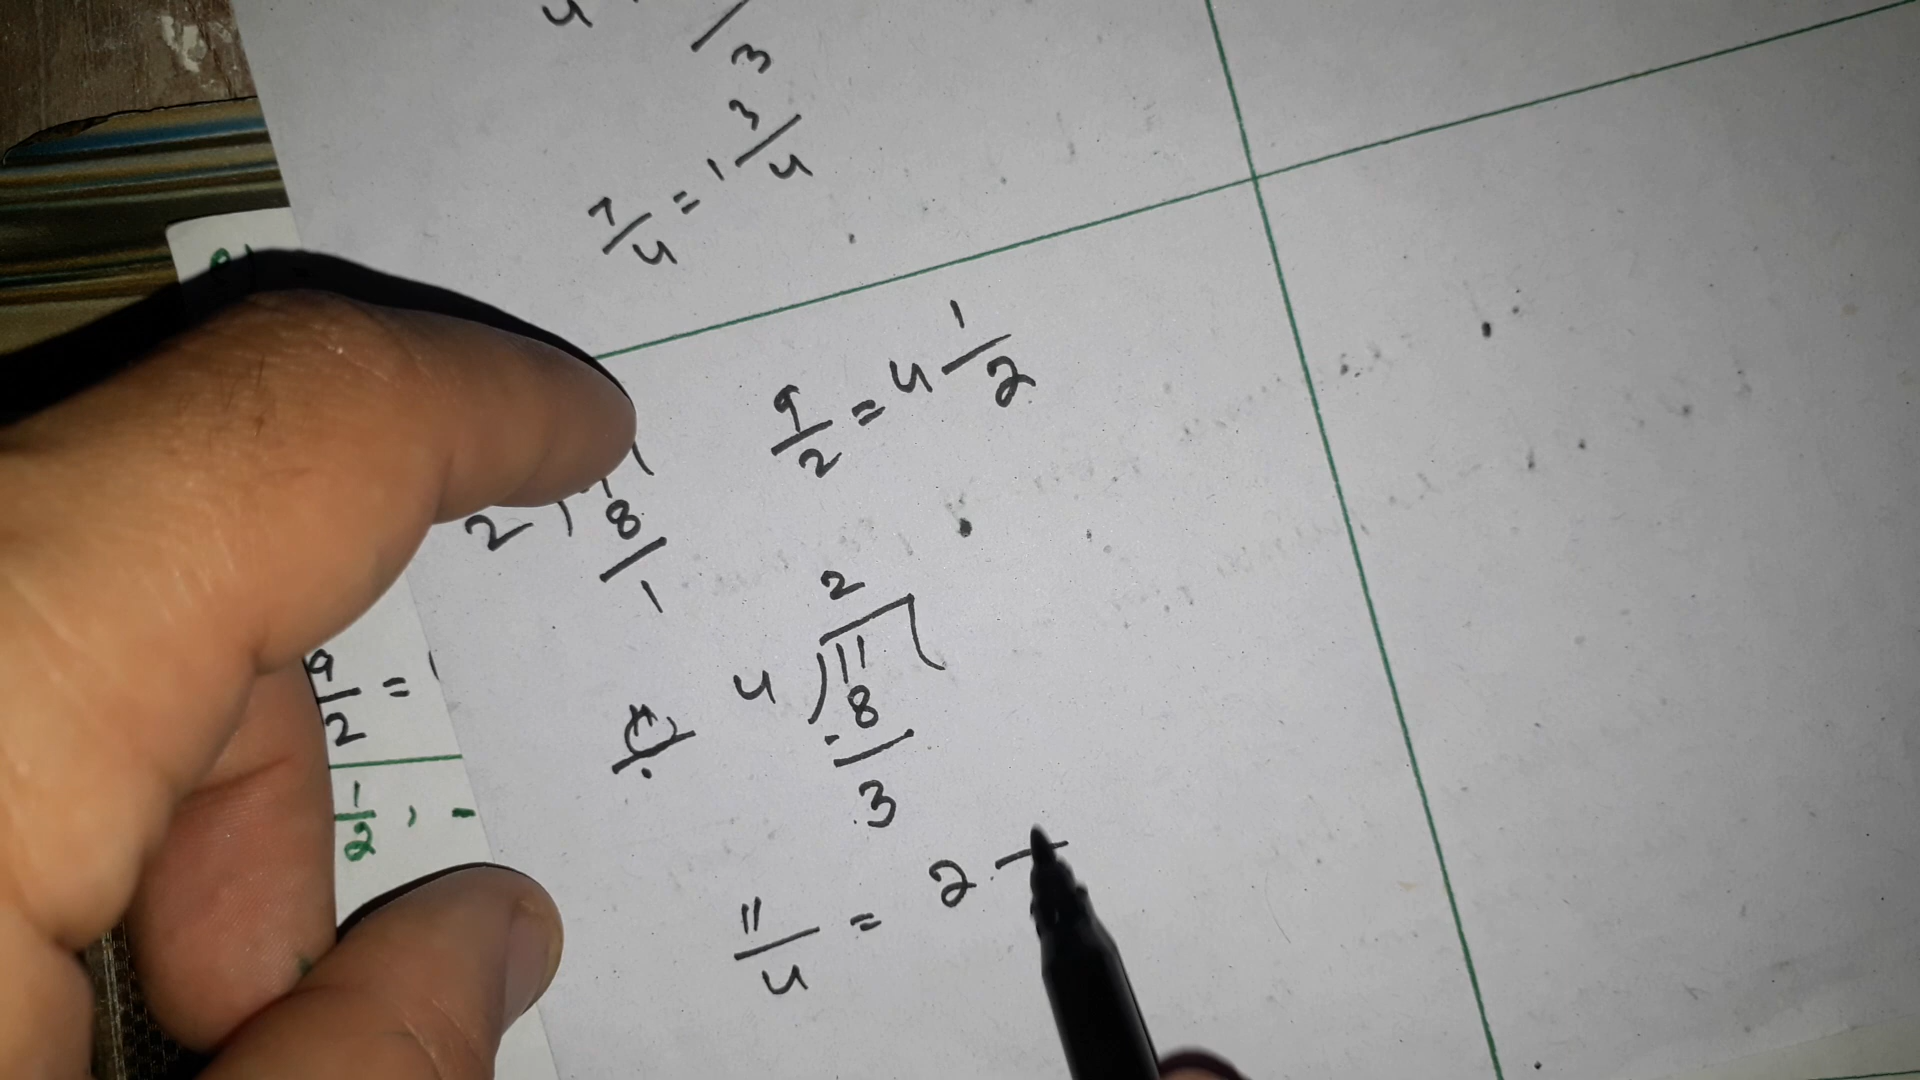 4
3
7/4 = 1 3/4
9/2 = 4 1/2
2 ) 8
1
2
4 ) 11
- 8
3
11/4 = 2
9/2 =
1/2 , -